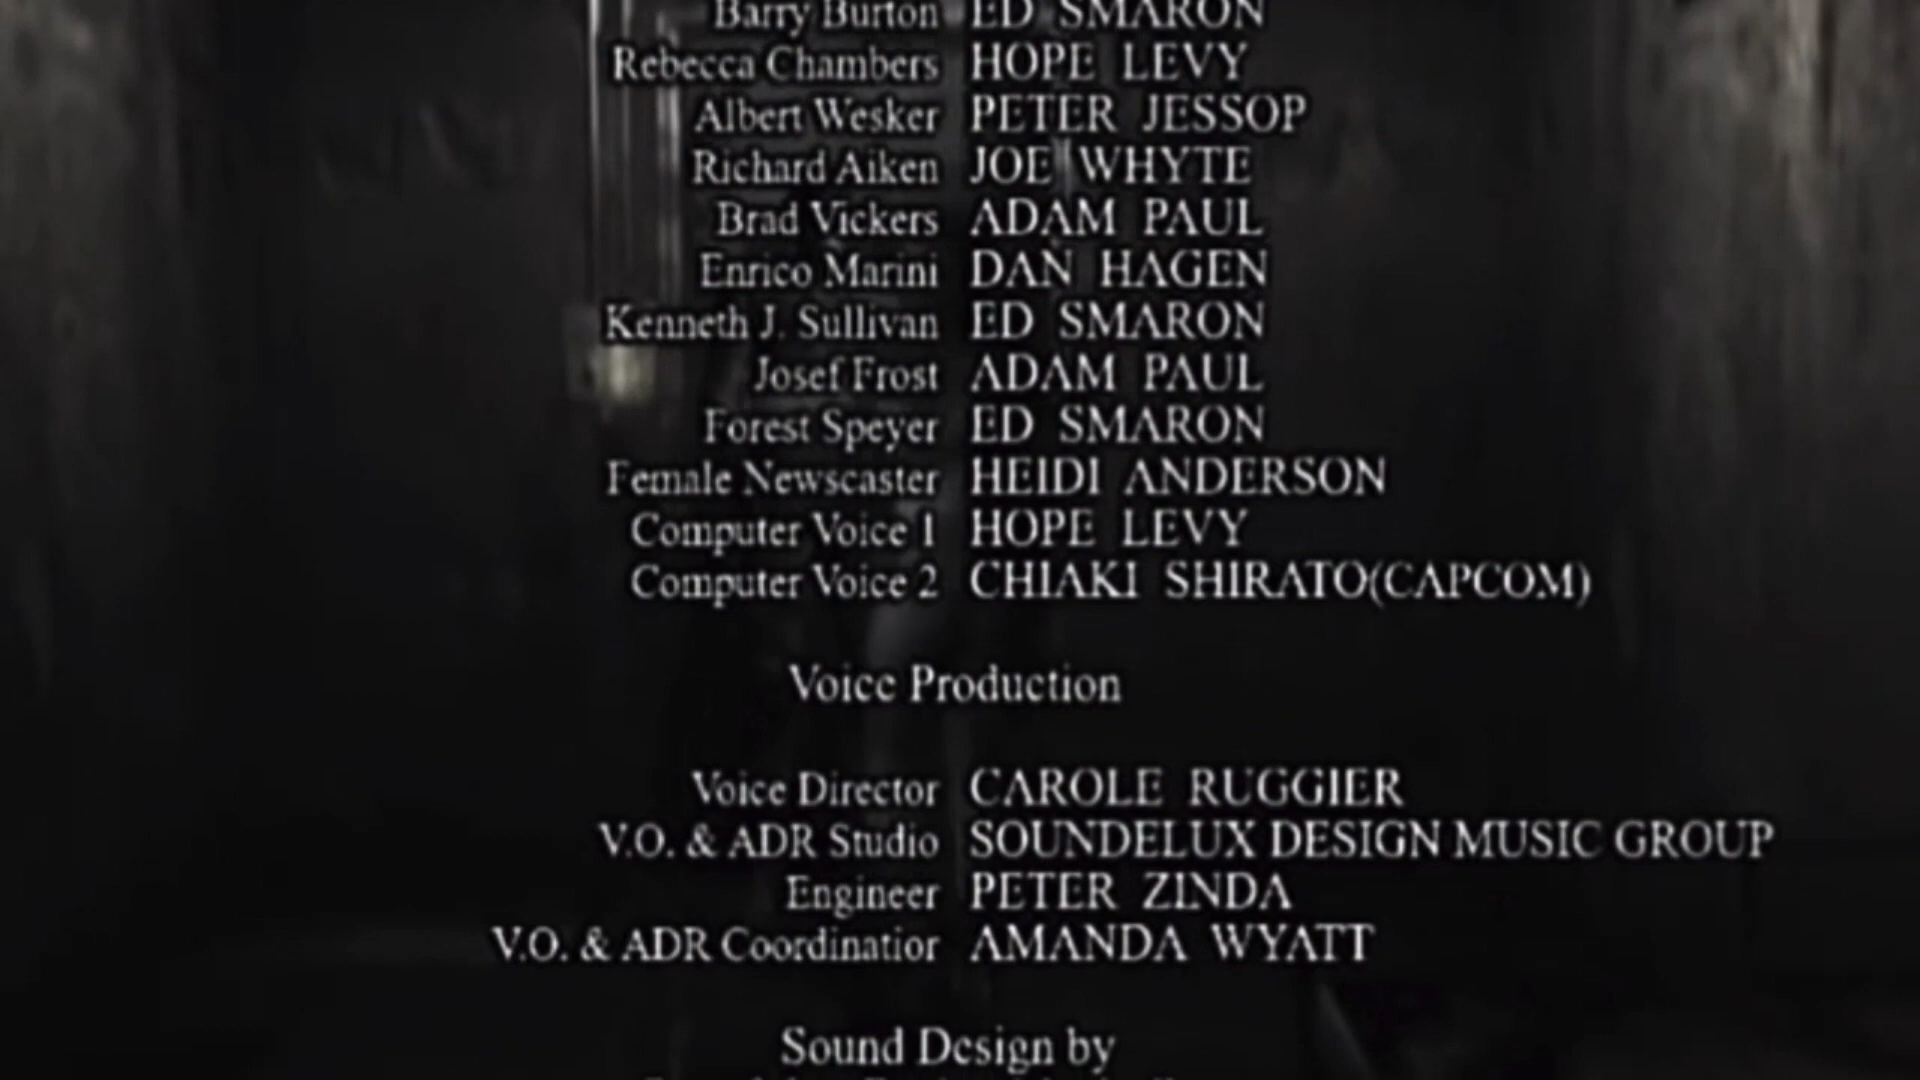 Barry Burton ED SMARON
Rebecca Chambers HOPE LEVY
Albert Wesker PETER JESSOP
Richard Aiken JOE WHYTE
Brad Vickers ADAM PAUL
Enrico Marini DAN HAGEN
Kenneth J. Sullivan ED SMARON
Josef Frost ADAM PAUL
Forest Speyer ED SMARON
Female Newscaster HEIDI ANDERSON
Computer Voice 1 HOPE LEVY
Computer Voice 2 CHIAKI SHIRATO(CAPCOM)
Voice Production
Voice Director CAROLE RUGGIER
V.O. & ADR Studio SOUNDELUX DESIGN MUSIC GROUP
Engineer PETER ZINDA
V.O. & ADR Coordinatior AMANDA WYATT
Sound Design by